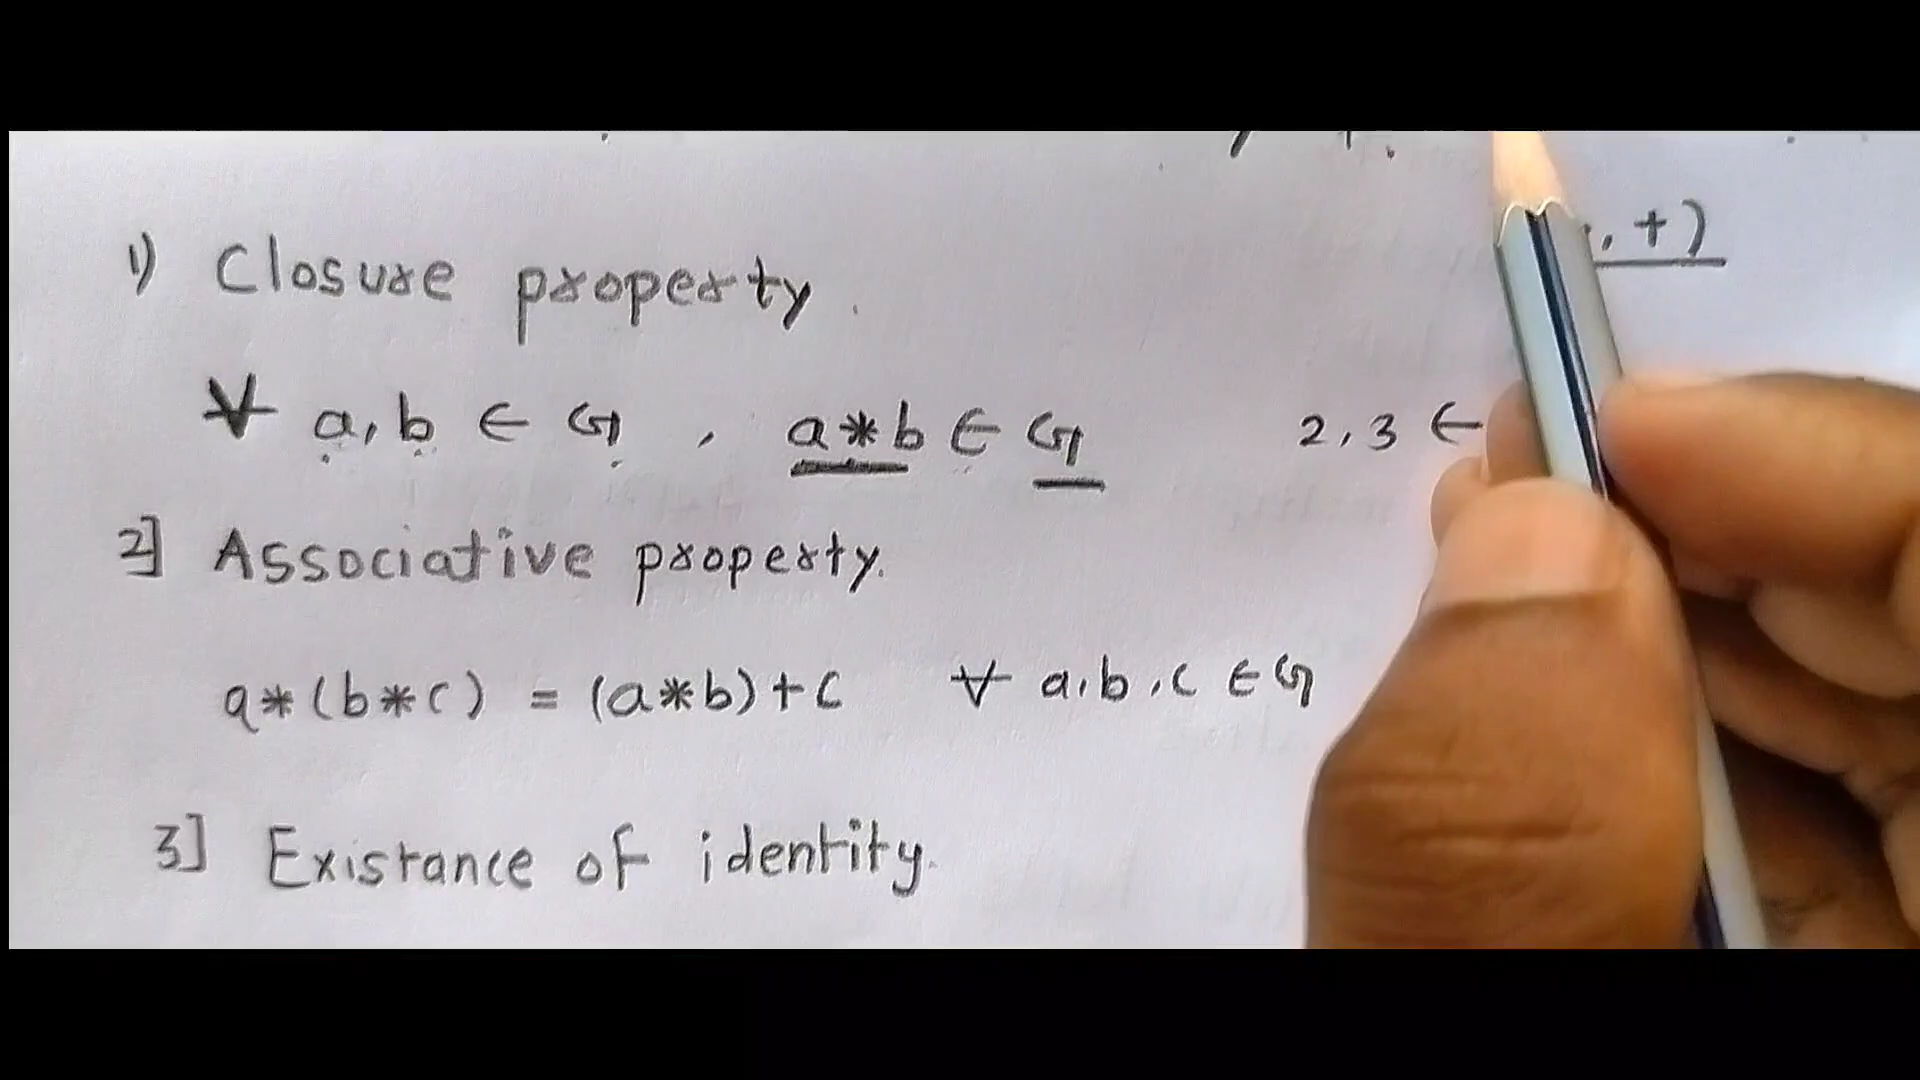 , +)
1) Closure property.
∀ a, b ∈ G , a*b ∈ G 2, 3 ∈
2] Associative property.
a*(b*c) = (a*b)+c ∀ a, b, c ∈ G
3] Existance of identity.